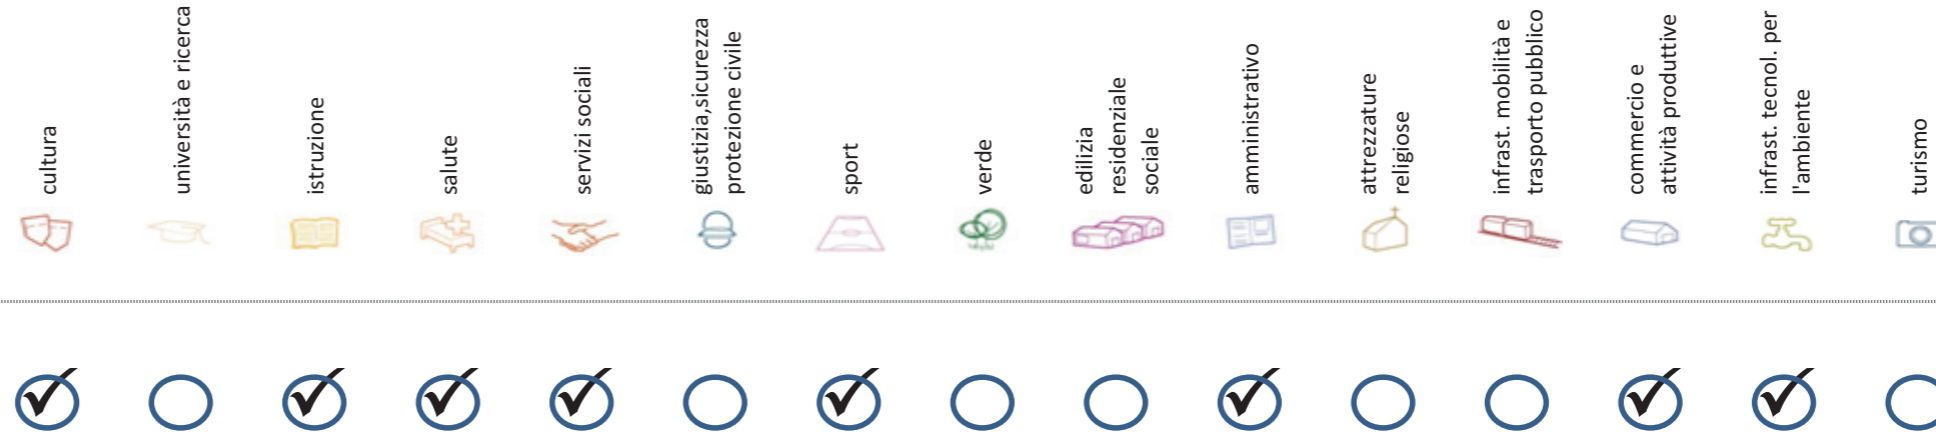 cultura
università e ricerca
istruzione
salute
servizi sociali
giustizia,sicurezza
protezione civile
sport
verde
edilizia
residenziale
sociale
amministrativo
attrezzature
religiose
infrast. mobilità e
trasporto pubblico
commercio e
attività produttive
infrast. tecnol. per
l'ambiente
turismo